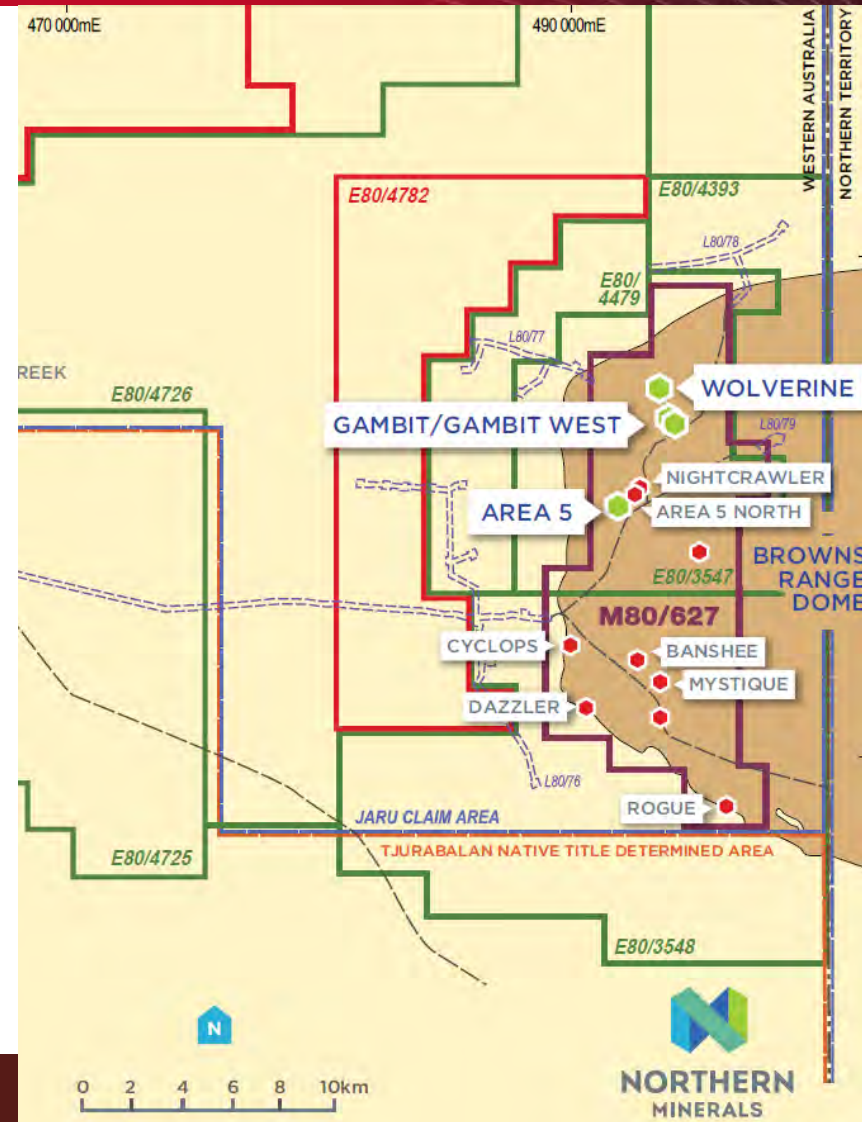 470 000mE
490 000mE
WESTERN AUSTRALIA
NORTHERN TERRITORY
E80/4782
E80/4393
L80/78
E80/
4479
L80/77
REEK
E80/4726
WOLVERINE
GAMBIT/GAMBIT WEST
L80/79
NIGHTCRAWLER
AREA 5
AREA 5 NORTH
BROWNS
RANGE
DOME
E80/3547
M80/627
CYCLOPS
BANSHEE
MYSTIQUE
DAZZLER
L80/76
ROGUE
JARU CLAIM AREA
TJURABALAN NATIVE TITLE DETERMINED AREA
E80/4725
E80/3548
N
0 2 4 6 8 10km
NORTHERN
MINERALS